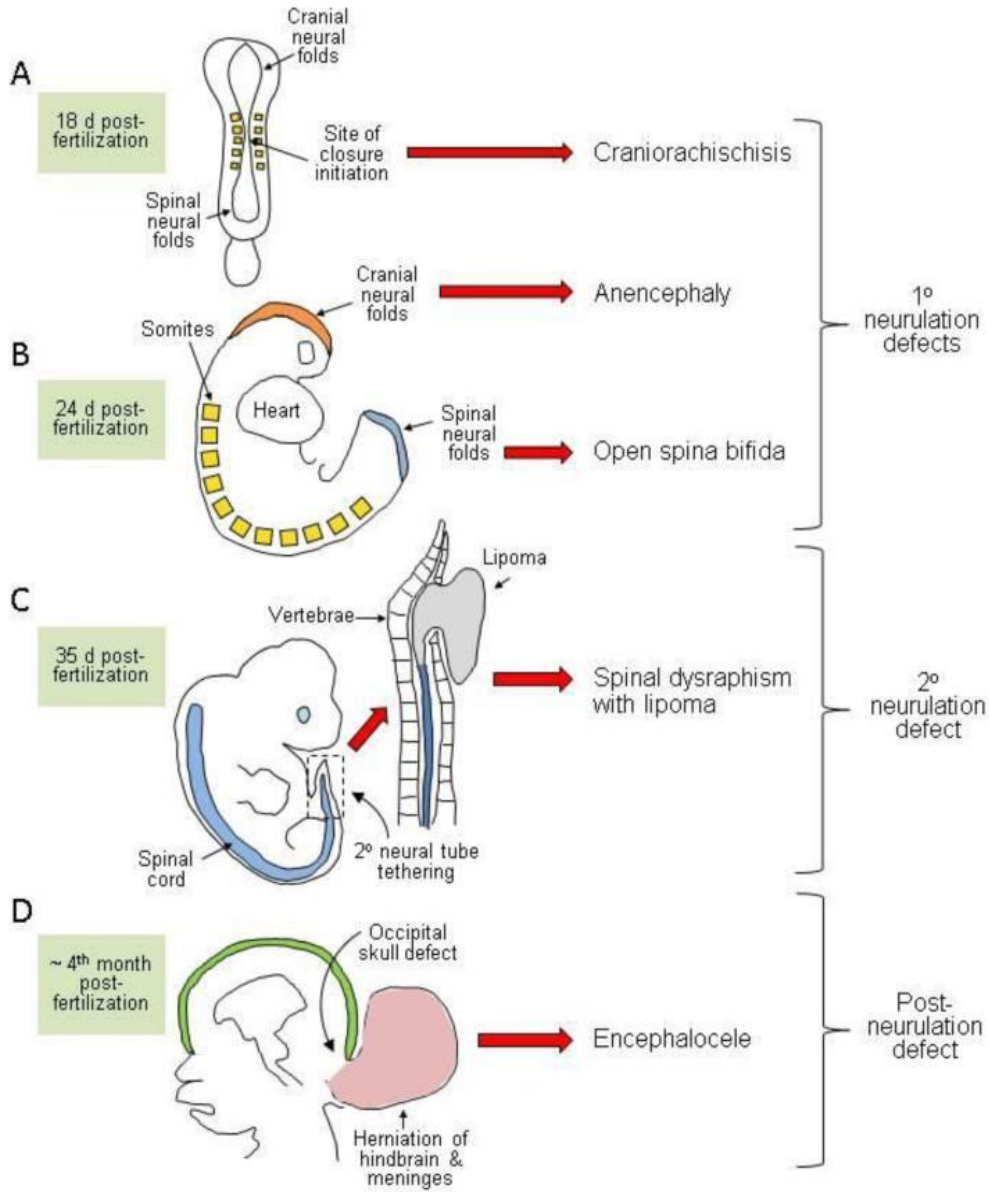 A
18 d post-
fertilization
Cranial
neural
folds
Site of
closure
initiation
Spinal
neural
folds
Craniorachischisis
Cranial
neural
folds
Anencephaly
1º
neurulation
defects
B
24 d post-
fertilization
Somites
Heart
Spinal
neural
folds
Open spina bifida
C
35 d post-
fertilization
Vertebrae
Lipoma
Spinal dysraphism
with lipoma
2º
neurulation
defect
Spinal
cord
2º neural tube
tethering
D
~ 4th month
post-
fertilization
Occipital
skull defect
Encephalocele
Post-
neurulation
defect
Herniation of
hindbrain &
meninges